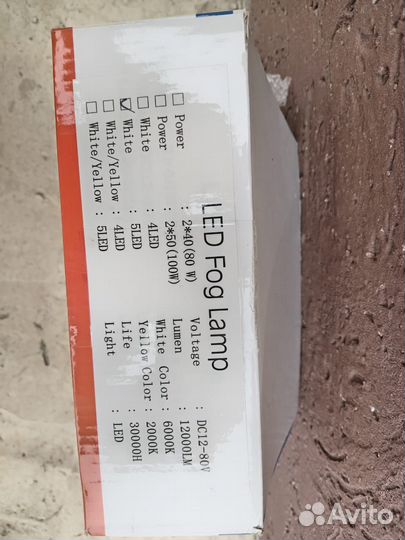 LED Fog Lamp
☐ Power : 2*40(80 W)
☐ Power : 2*50(100W)
☐ White : 4LED
☑ White : 5LED
☐ White/Yellow : 4LED
☐ White/Yellow : 5LED
Voltage : DC12-80V
Lumen : 12000LM
White Color : 6000K
Yellow Color : 2000K
Life : 30000H
Light : LED
Avito